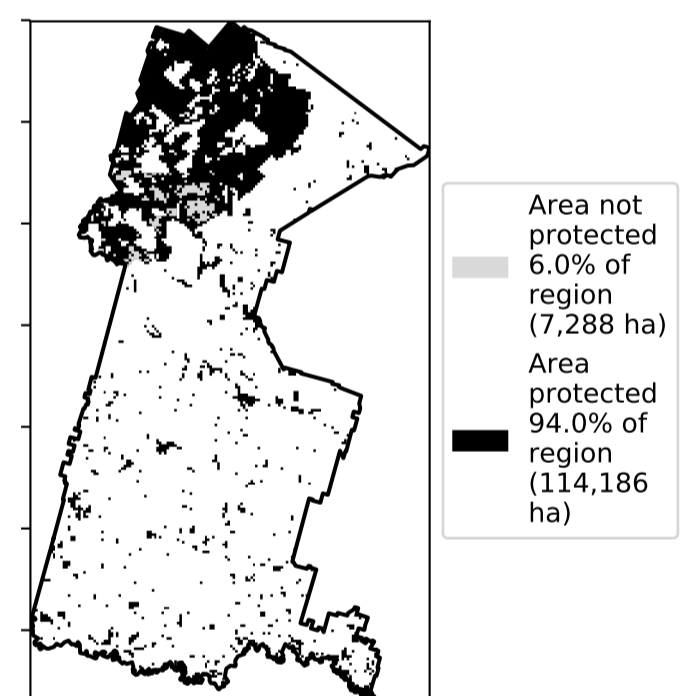 Area not
protected
6.0% of
region
(7,288 ha)
Area
protected
94.0% of
region
(114,186
ha)